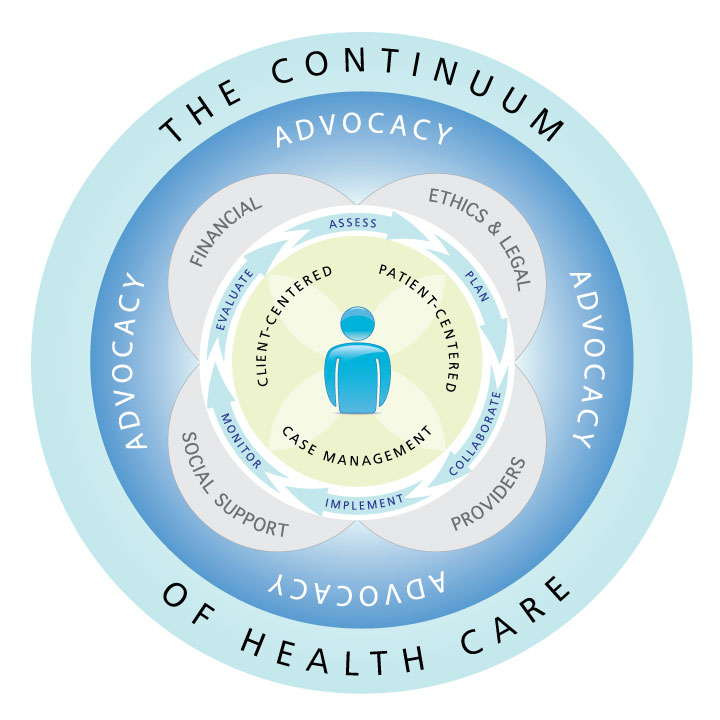 THE CONTINUUM
ADVOCACY
ADVOCACY
ADVOCACY
ADVOCACY
FINANCIAL
ETHICS & LEGAL
SOCIAL SUPPORT
PROVIDERS
ASSESS
PLAN
COLLABORATE
IMPLEMENT
MONITOR
EVALUATE
CLIENT-CENTERED
PATIENT-CENTERED
CASE MANAGEMENT
OF HEALTH CARE